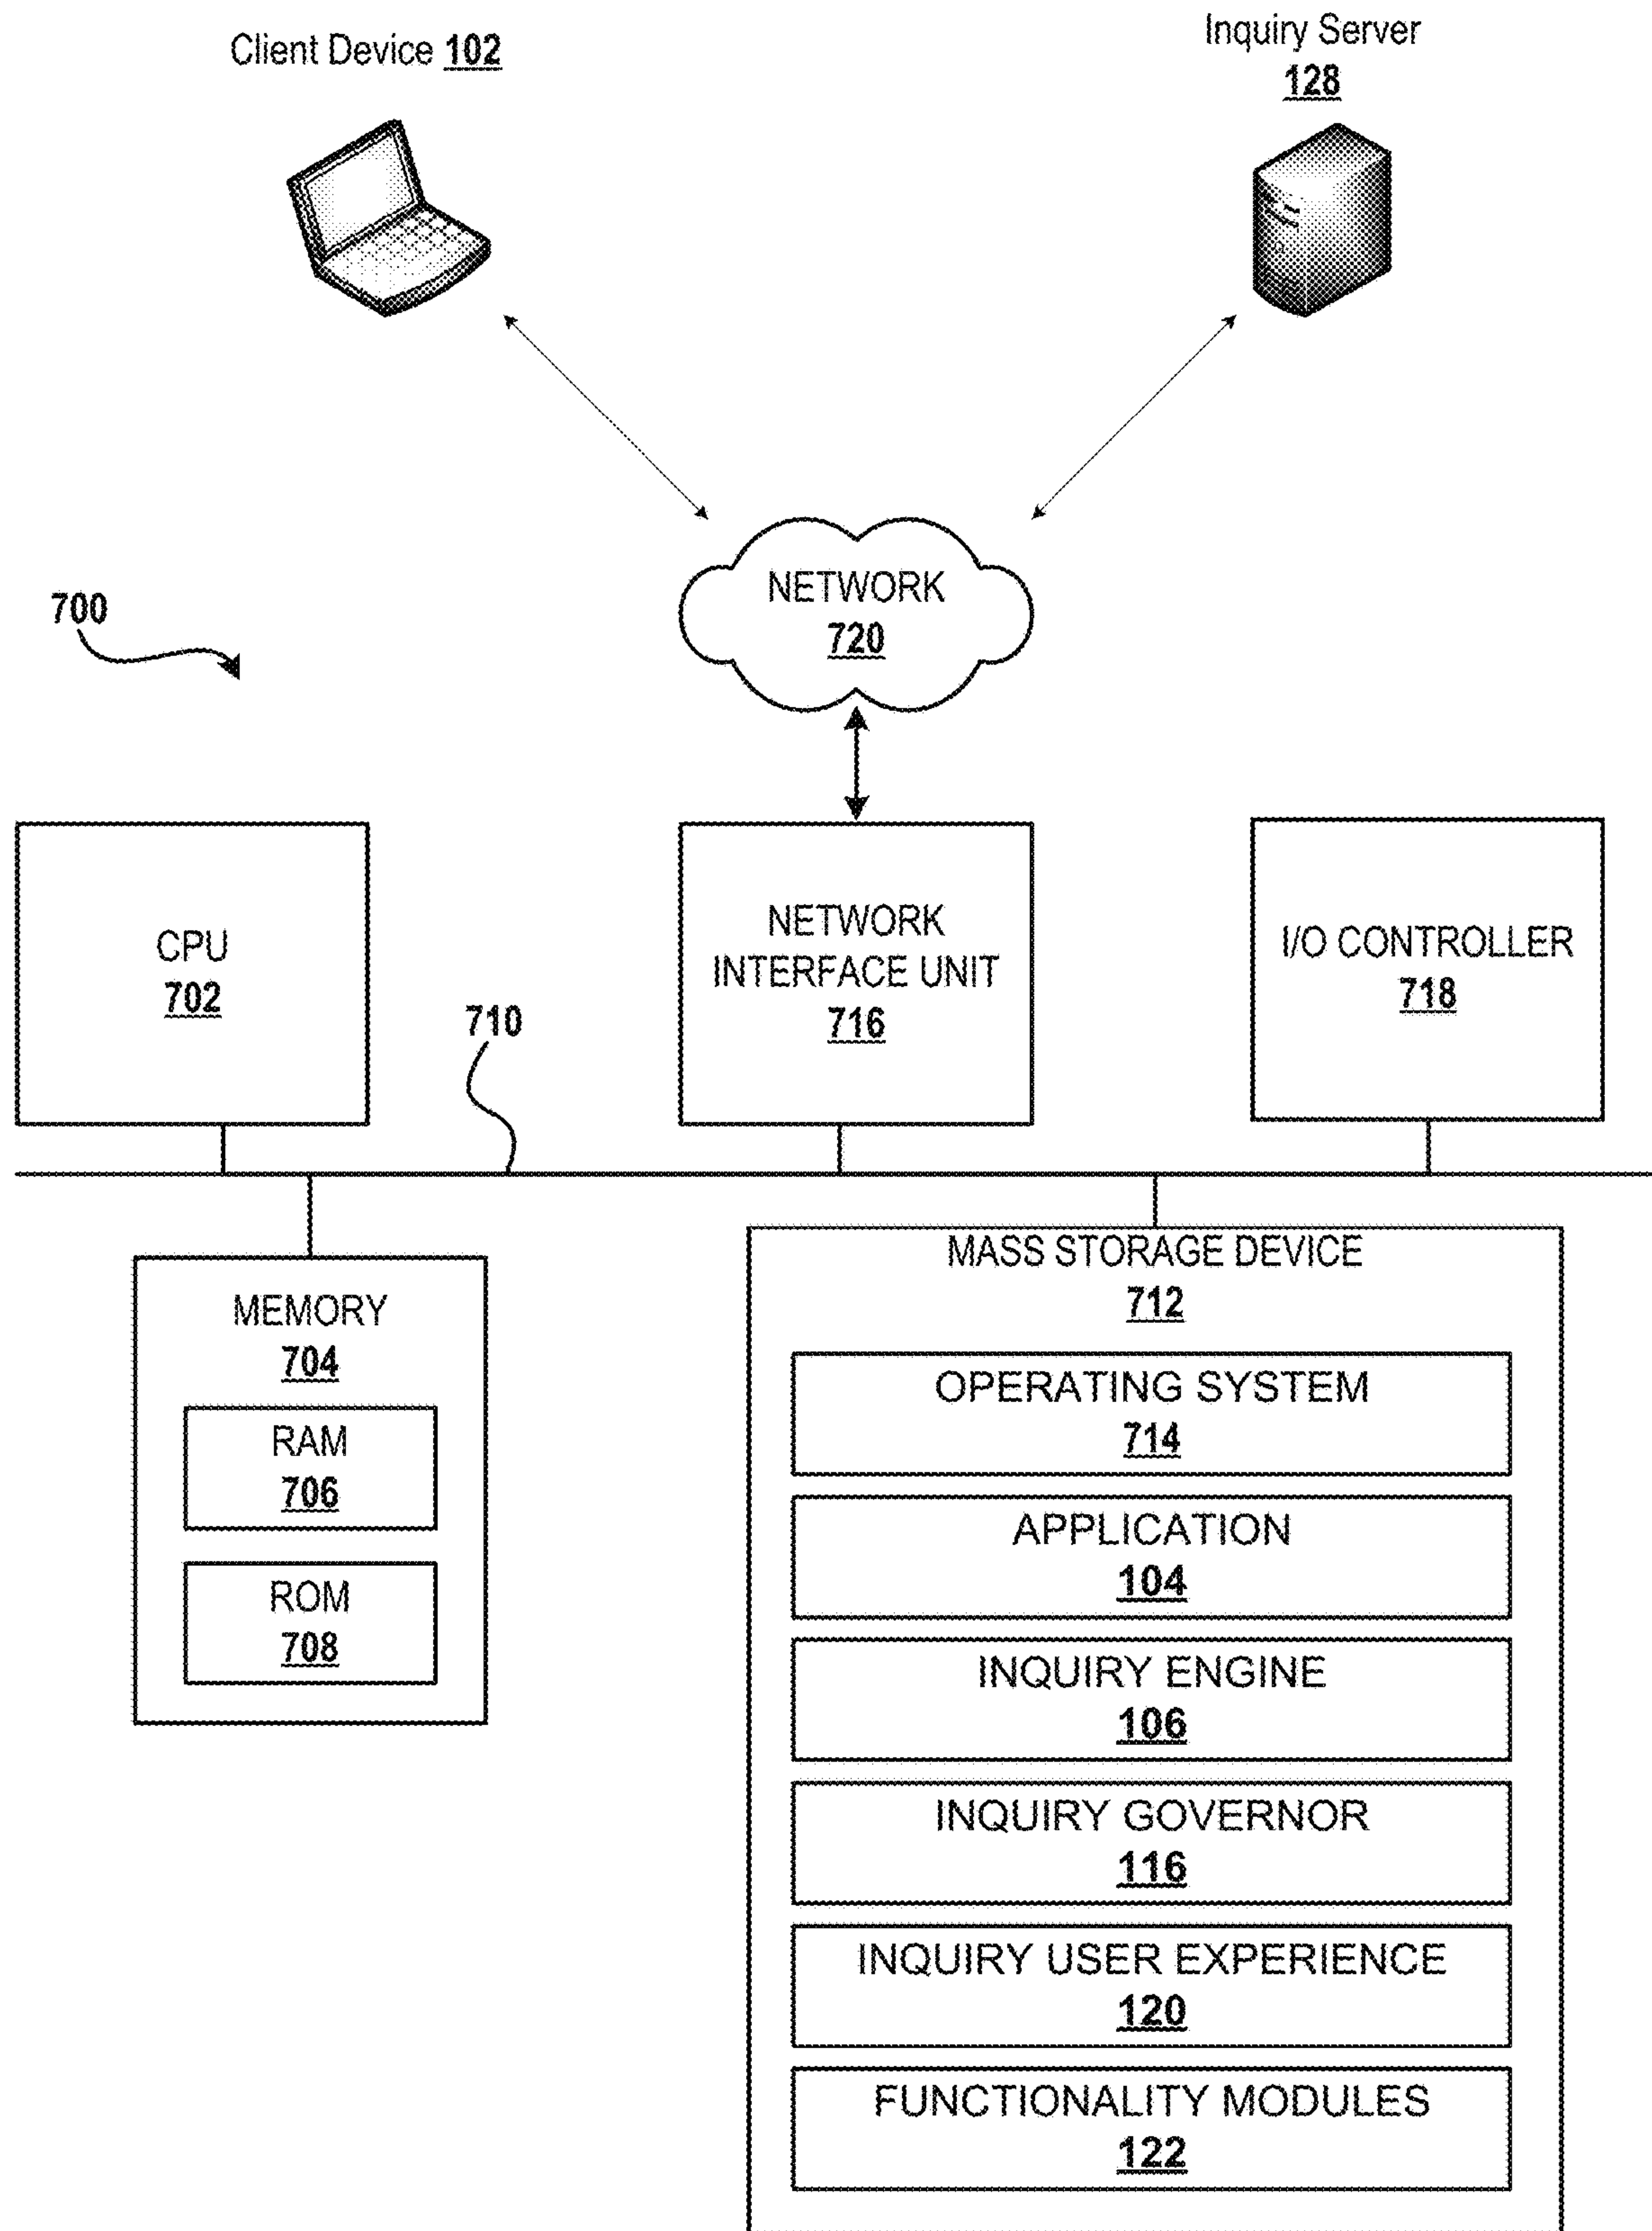 Client Device 102
Inquiry Server
128
NETWORK
720
700
CPU
702
NETWORK
INTERFACE UNIT
716
I/O CONTROLLER
718
710
MEMORY
704
RAM
706
ROM
708
MASS STORAGE DEVICE
712
OPERATING SYSTEM
714
APPLICATION
104
INQUIRY ENGINE
106
INQUIRY GOVERNOR
116
INQUIRY USER EXPERIENCE
120
FUNCTIONALITY MODULES
122